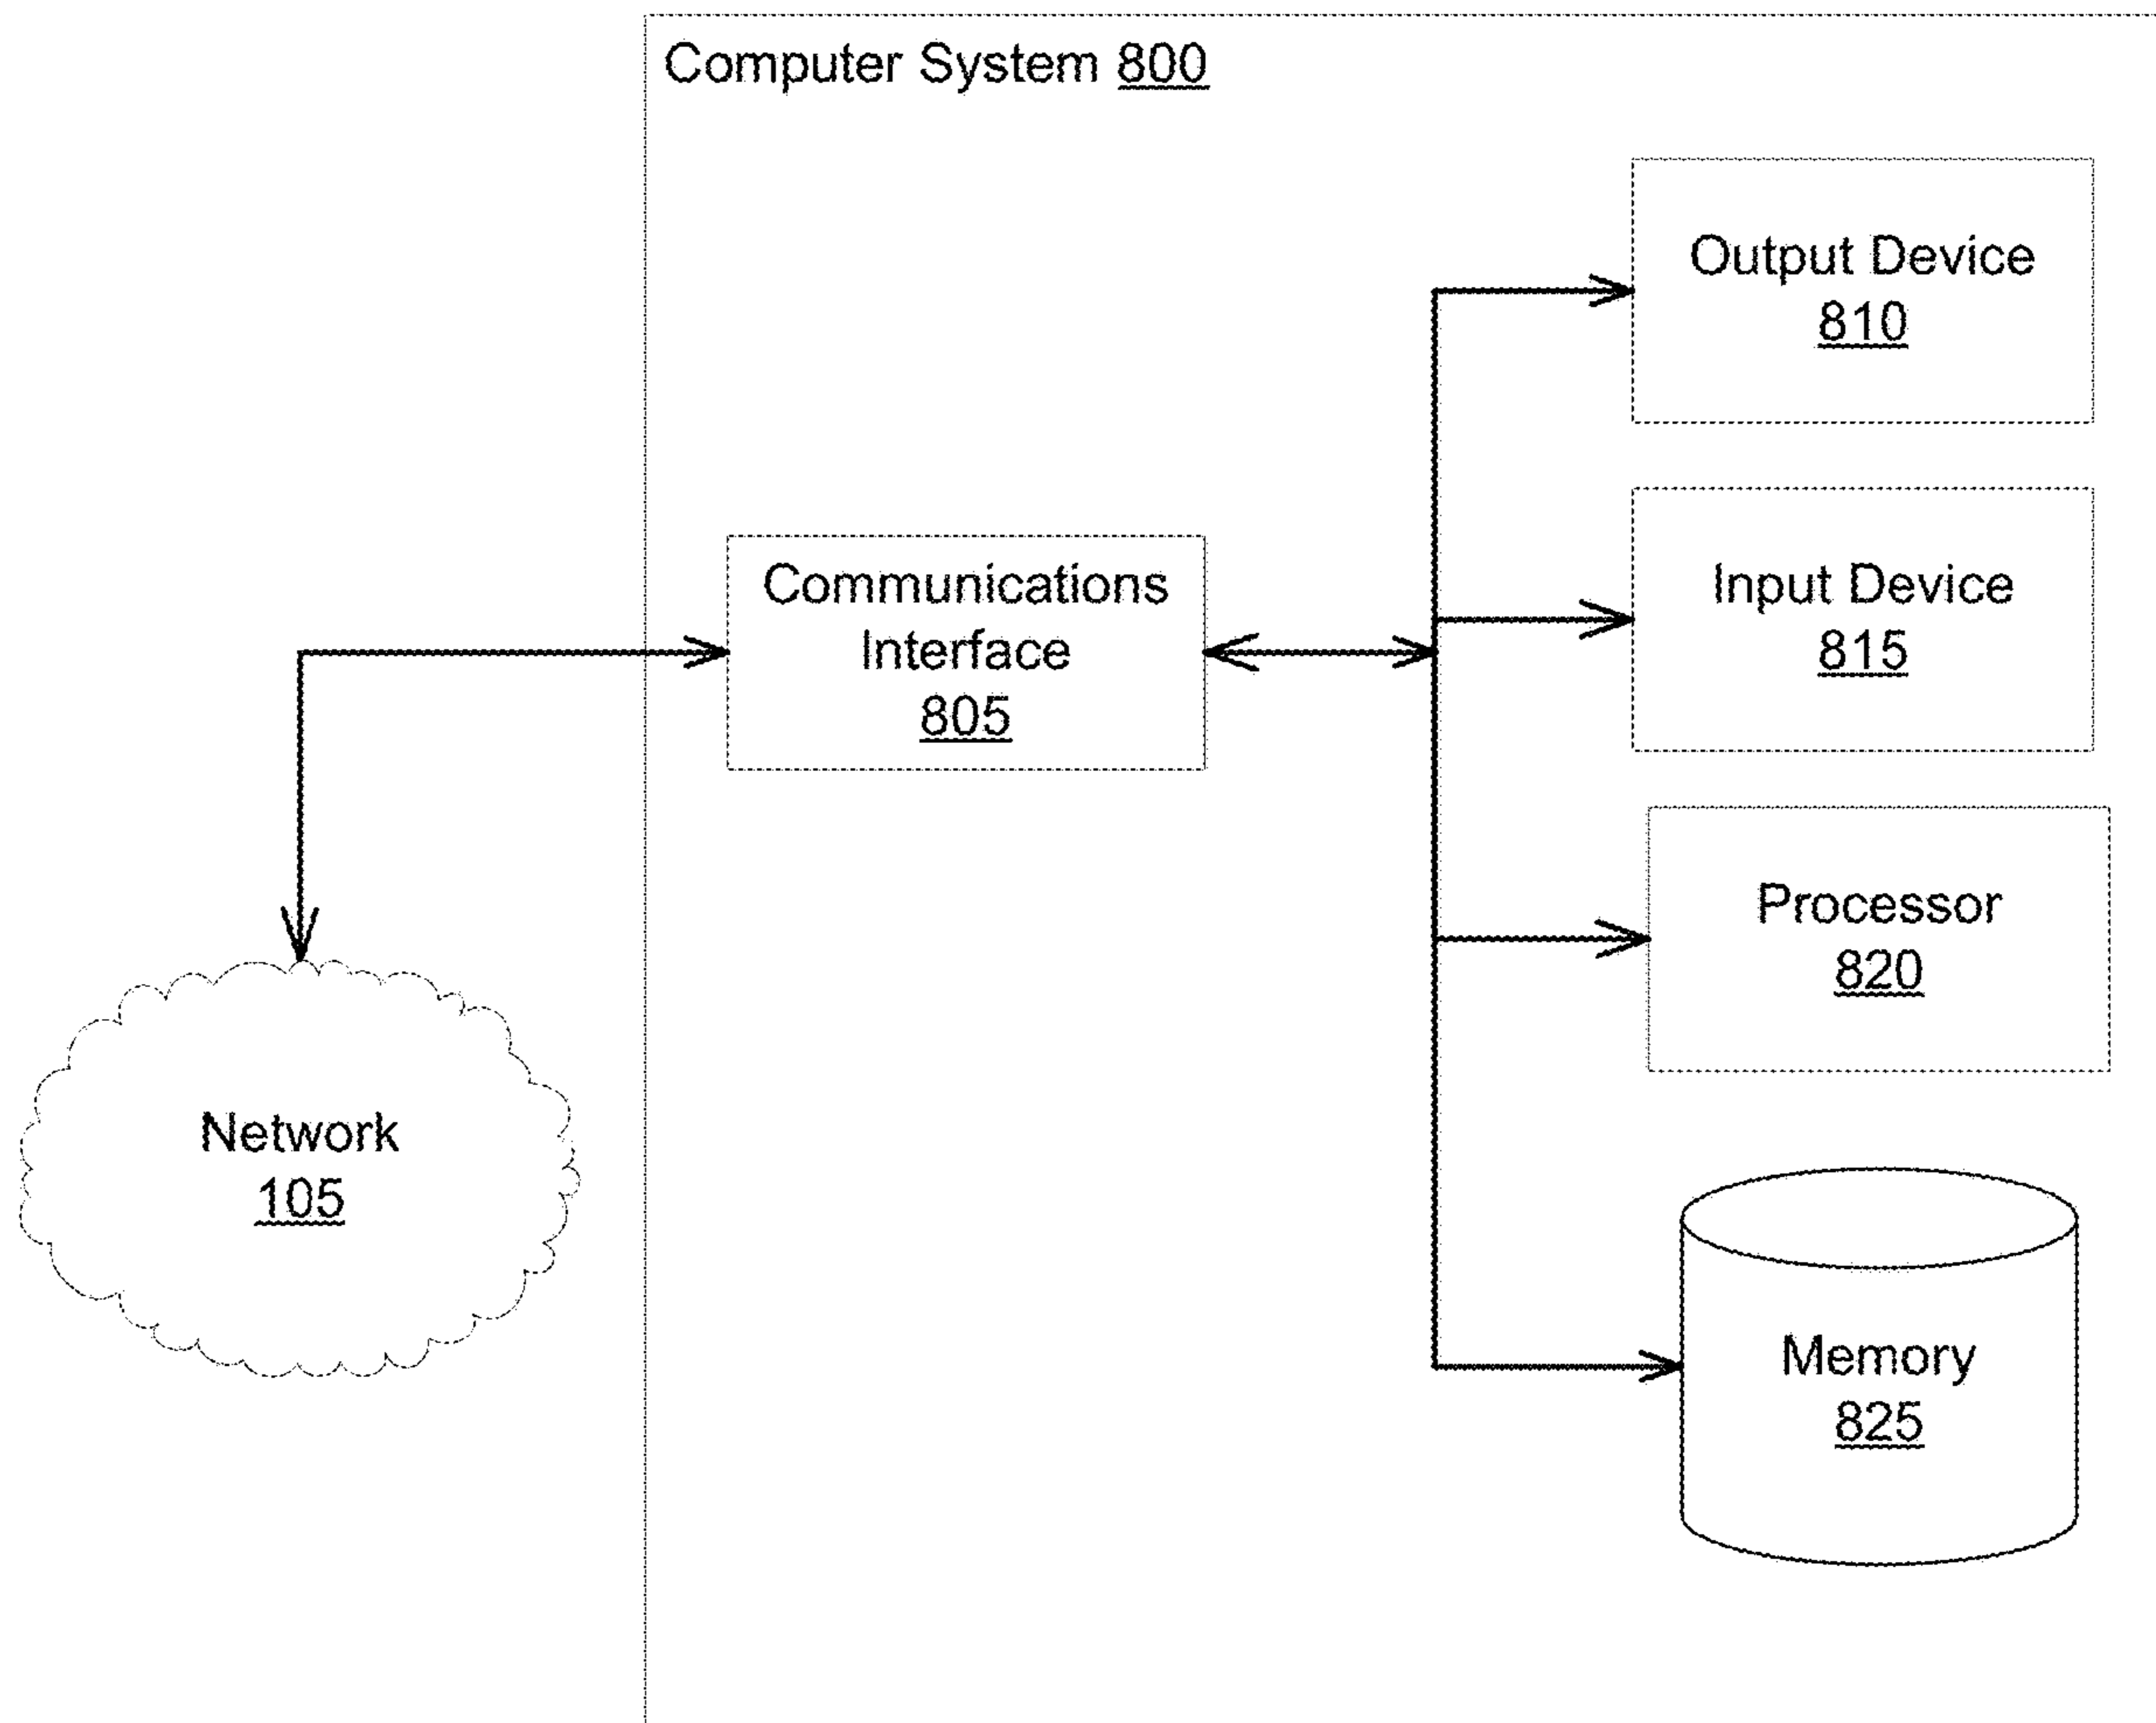 Computer System 800
Output Device
810
Input Device
815
Communications
Interface
805
Processor
820
Network
105
Memory
825